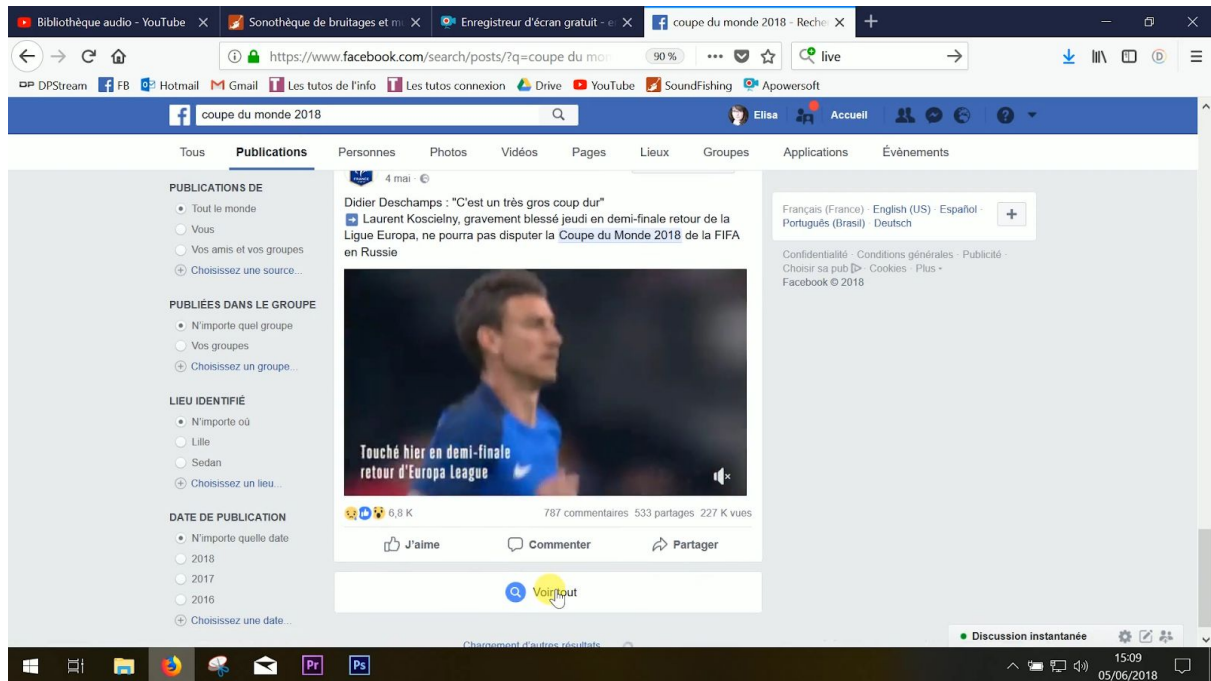 Bibliothèque audio - YouTube
Sonothèque de bruitages et m
Enregistreur d'écran gratuit - e
coupe du monde 2018 - Reche
https://www.facebook.com/search/posts/?q=coupe du mon
90 %
live
DP DPStream
FB
Hotmail
Gmail
Les tutos de l'info
Les tutos connexion
Drive
YouTube
SoundFishing
Apowersoft
coupe du monde 2018
Elisa
Accueil
Tous
Publications
Personnes
Photos
Vidéos
Pages
Lieux
Groupes
Applications
Évènements
PUBLICATIONS DE
Tout le monde
Vous
Vos amis et vos groupes
Choisissez une source...
PUBLIÉES DANS LE GROUPE
N'importe quel groupe
Vos groupes
Choisissez un groupe...
LIEU IDENTIFIÉ
N'importe où
Lille
Sedan
Choisissez un lieu...
DATE DE PUBLICATION
N'importe quelle date
2018
2017
2016
Choisissez une date...
4 mai ·
Didier Deschamps : "C'est un très gros coup dur"
Laurent Koscielny, gravement blessé jeudi en demi-finale retour de la
Ligue Europa, ne pourra pas disputer la Coupe du Monde 2018 de la FIFA
en Russie
Touché hier en demi-finale
retour d'Europa League
6,8 K
787 commentaires 533 partages 227 K vues
J'aime
Commenter
Partager
Voir tout
Chargement d'autres résultats
Français (France) · English (US) · Español ·
Português (Brasil) · Deutsch
Confidentialité · Conditions générales · Publicité ·
Choisir sa pub · Cookies · Plus
Facebook © 2018
Discussion instantanée
Pr
Ps
15:09
05/06/2018